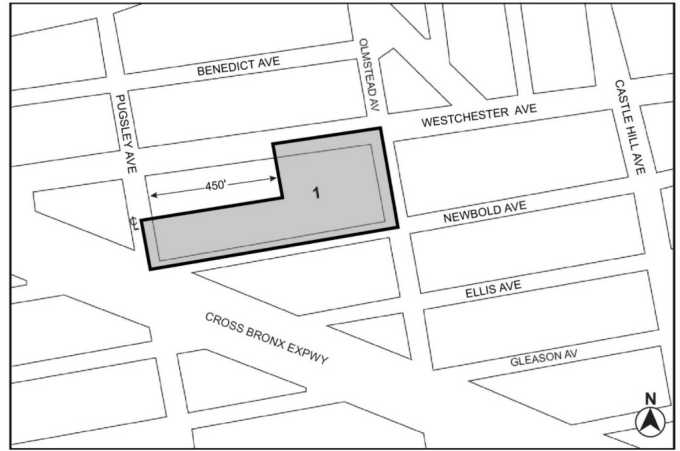 BENEDICT AVE
OLMSTEAD AV
PUGSLEY AVE
WESTCHESTER AVE
CASTLE HILL AVE
450'
1
NEWBOLD AVE
ELLIS AVE
CROSS BRONX EXPWY
GLEASON AV
N